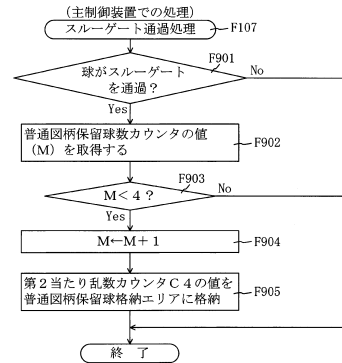 (主制御装置での処理)
スルーゲート通過処理
F107
球がスルーゲート
を通過?
F901
No
Yes
普通図柄保留球数カウンタの値
(M)を取得する
F902
M<4?
F903
No
Yes
M←M+1
F904
第2当たり乱数カウンタC4の値を
普通図柄保留球格納エリアに格納
F905
終 了